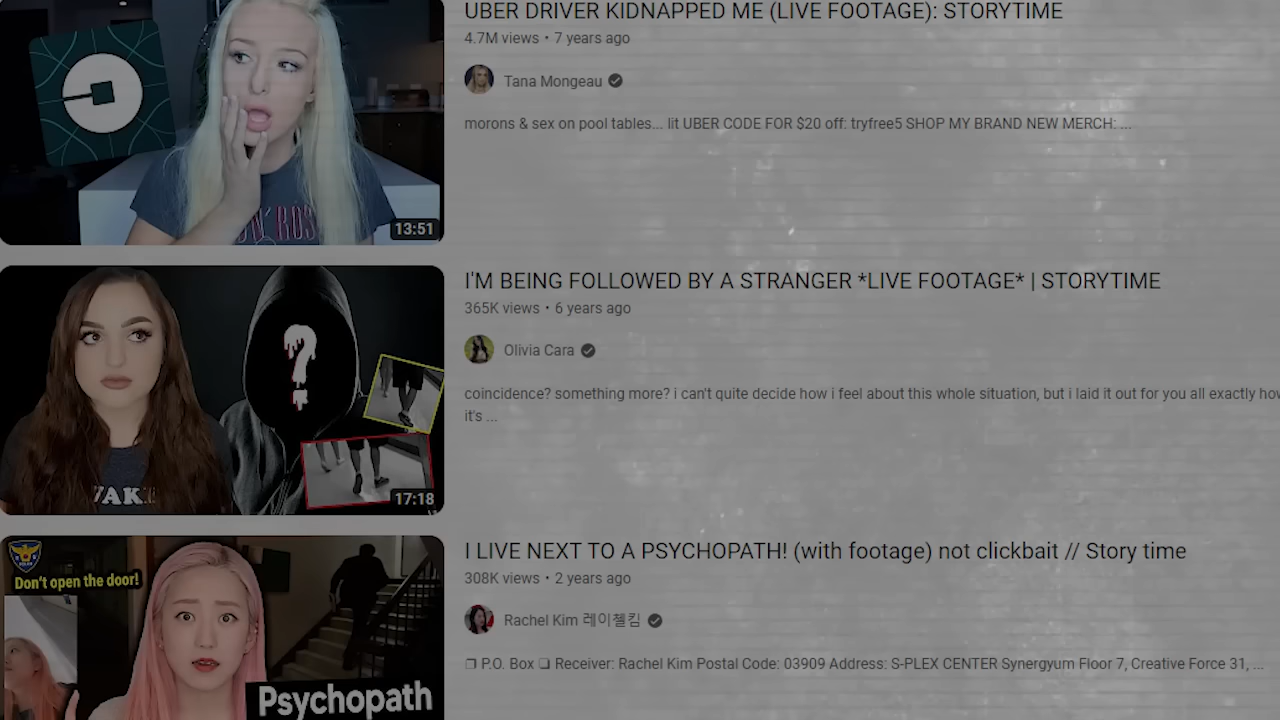 UBER DRIVER KIDNAPPED ME (LIVE FOOTAGE): STORYTIME
4.7M views • 7 years ago
Tana Mongeau
morons & sex on pool tables... lit UBER CODE FOR $20 off: tryfree5 SHOP MY BRAND NEW MERCH: ...
13:51
I'M BEING FOLLOWED BY A STRANGER *LIVE FOOTAGE* | STORYTIME
365K views • 6 years ago
Olivia Cara
coincidence? something more? i can't quite decide how i feel about this whole situation, but i laid it out for you all exactly how
it's ...
?
17:18
I LIVE NEXT TO A PSYCHOPATH! (with footage) not clickbait // Story time
308K views • 2 years ago
Rachel Kim 레이첼킴
❐ P.O. Box ❏ Receiver: Rachel Kim Postal Code: 03909 Address: S-PLEX CENTER Synergyum Floor 7, Creative Force 31, ...
Don't open the door!
Psychopath